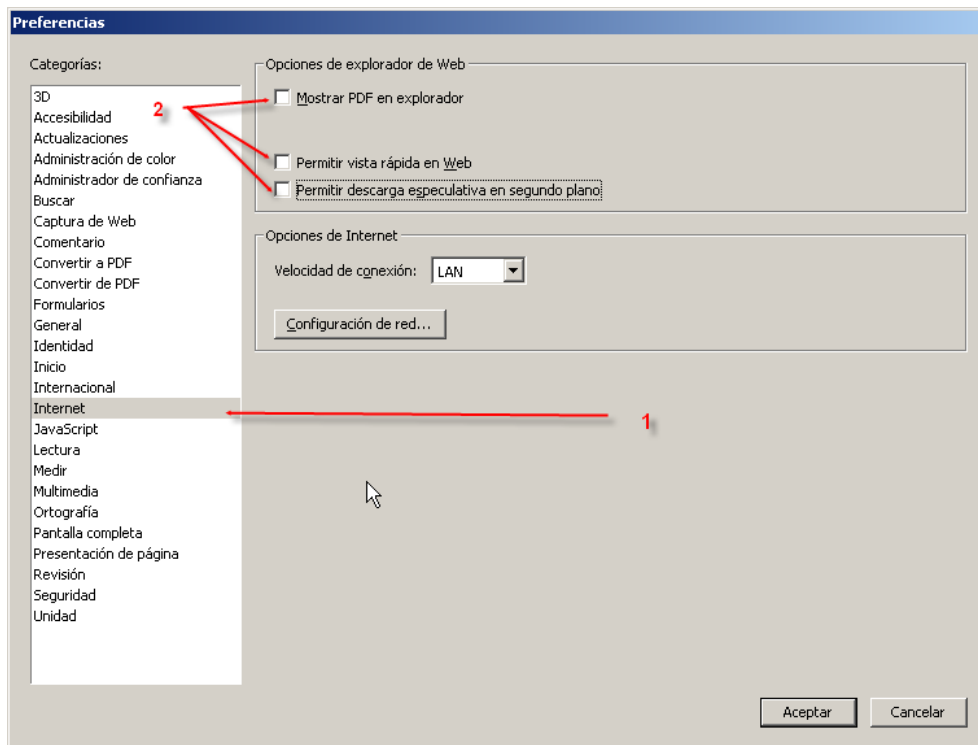 Preferencias
Categorías:
3D
Accesibilidad
Actualizaciones
Administración de color
Administrador de confianza
Buscar
Captura de Web
Comentario
Convertir a PDF
Convertir de PDF
Formularios
General
Identidad
Inicio
Internacional
Internet
JavaScript
Lectura
Medir
Multimedia
Ortografía
Pantalla completa
Presentación de página
Revisión
Seguridad
Unidad
2
1
Opciones de explorador de Web
Mostrar PDF en explorador
Permitir vista rápida en Web
Permitir descarga especulativa en segundo plano
Opciones de Internet
Velocidad de conexión: LAN
Configuración de red...
Aceptar Cancelar